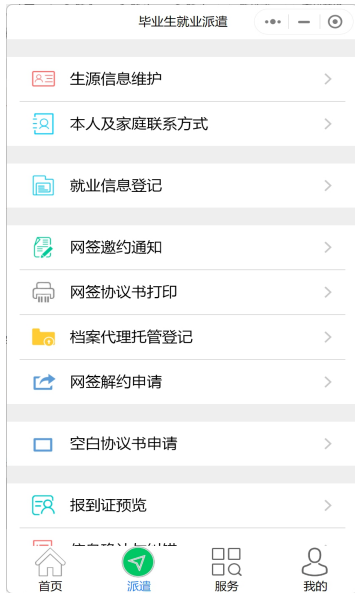 毕业生就业派遣
生源信息维护
本人及家庭联系方式
就业信息登记
网签邀约通知
网签协议书打印
档案代理托管登记
网签解约申请
空白协议书申请
报到证预览
首页
派遣
服务
我的